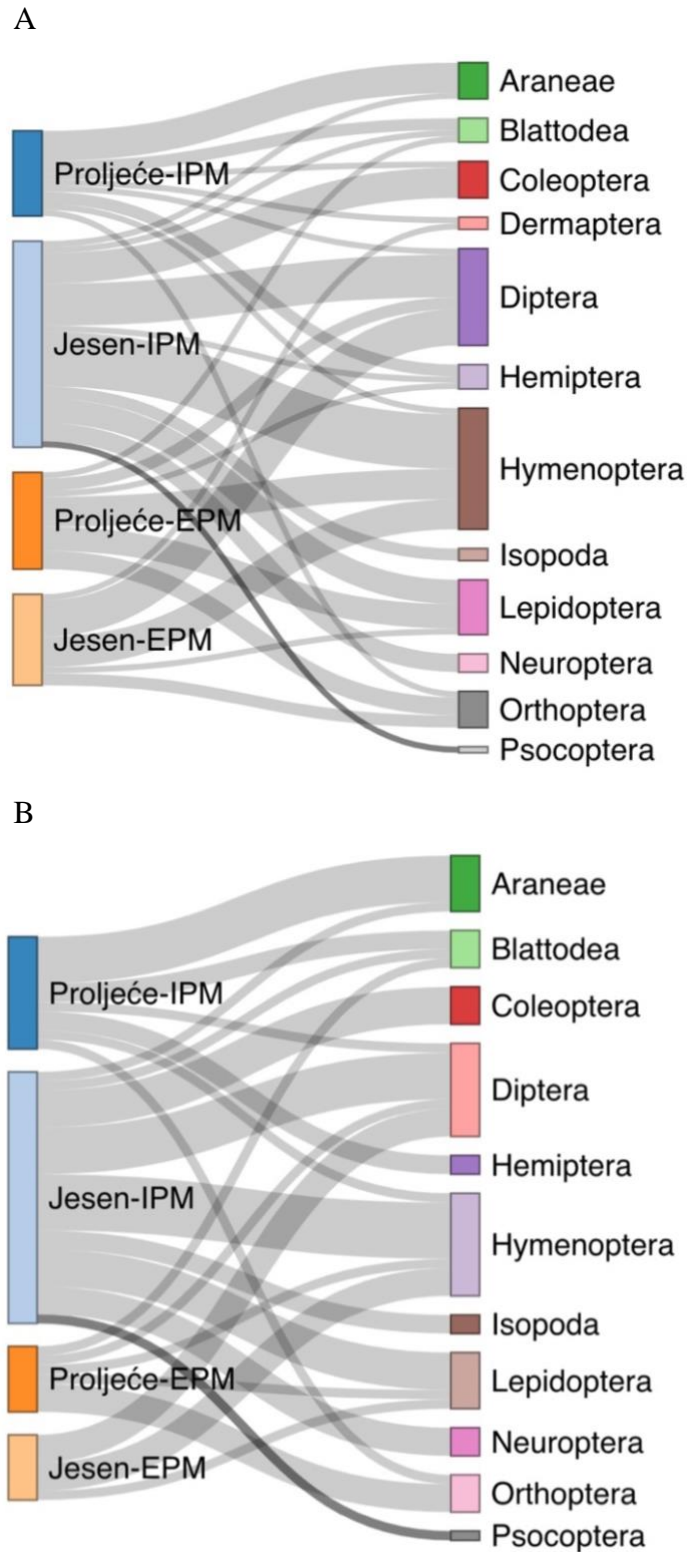 A
Araneae
Blattodea
Proljeće-IPM
Coleoptera
Dermaptera
Diptera
Jesen-IPM
Hemiptera
Hymenoptera
Proljeće-EPM
Isopoda
Lepidoptera
Jesen-EPM
Neuroptera
Orthoptera
Psocoptera
B
Araneae
Blattodea
Proljeće-IPM
Coleoptera
Diptera
Hemiptera
Jesen-IPM
Hymenoptera
Isopoda
Proljeće-EPM
Lepidoptera
Neuroptera
Jesen-EPM
Orthoptera
Psocoptera